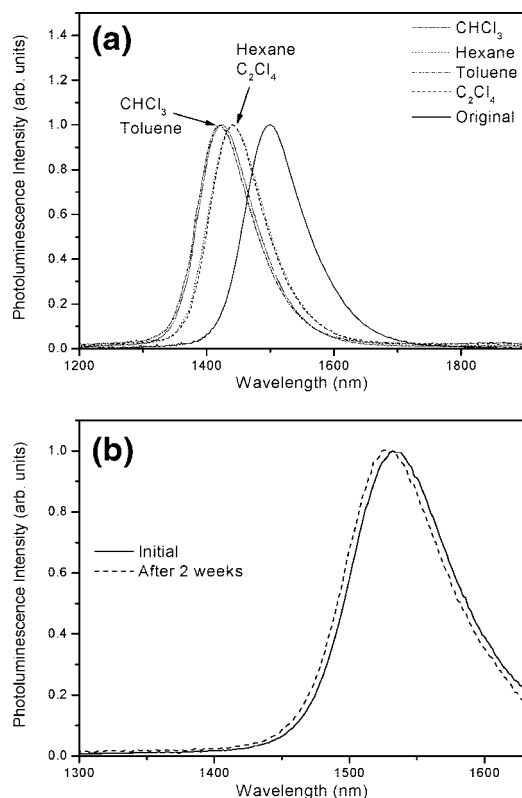 (a)
CHCl₃
Hexane
Toluene
C₂Cl₄
Original
Hexane
C₂Cl₄
CHCl₃
Toluene
Photoluminescence Intensity (arb. units)
1.4
1.2
1.0
0.8
0.6
0.4
0.2
0.0
1200 1400 1600 1800
Wavelength (nm)
(b)
Initial
After 2 weeks
Photoluminescence Intensity (arb. units)
1.0
0.8
0.6
0.4
0.2
0.0
1300 1400 1500 1600
Wavelength (nm)